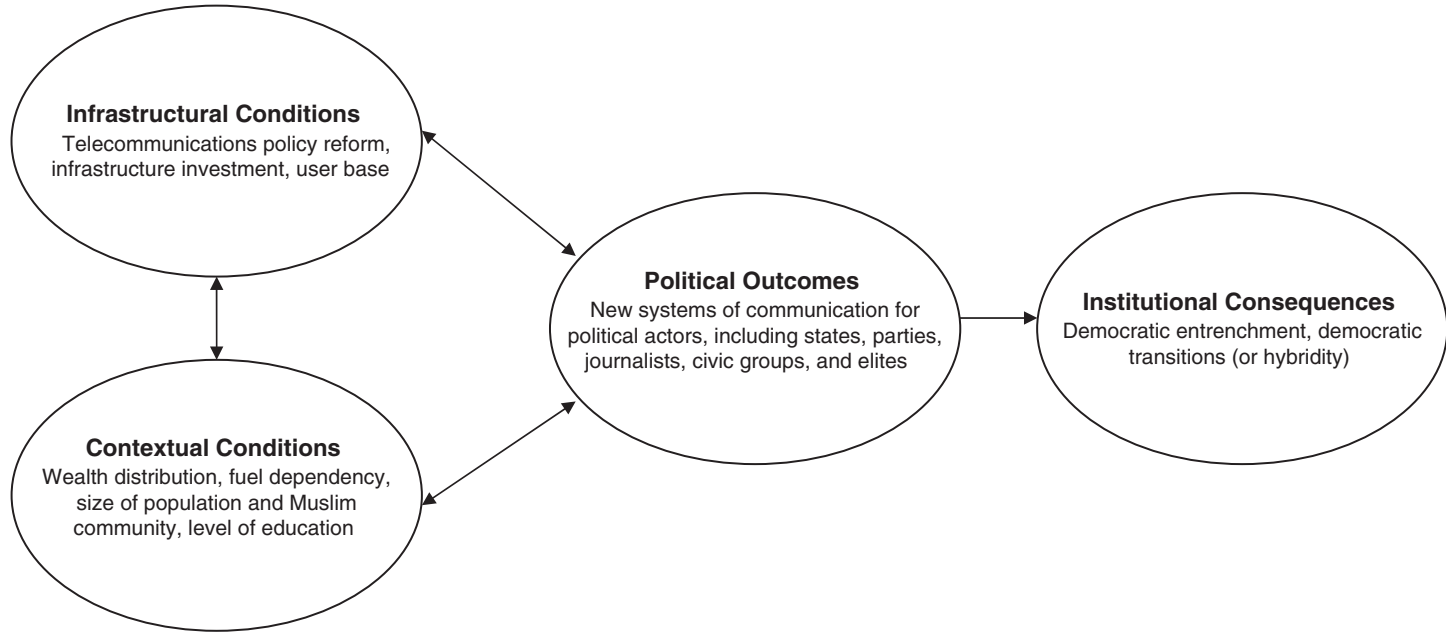 Infrastructural Conditions
Telecommunications policy reform,
infrastructure investment, user base
Contextual Conditions
Wealth distribution, fuel dependency,
size of population and Muslim
community, level of education
Political Outcomes
New systems of communication for
political actors, including states, parties,
journalists, civic groups, and elites
Institutional Consequences
Democratic entrenchment, democratic
transitions (or hybridity)